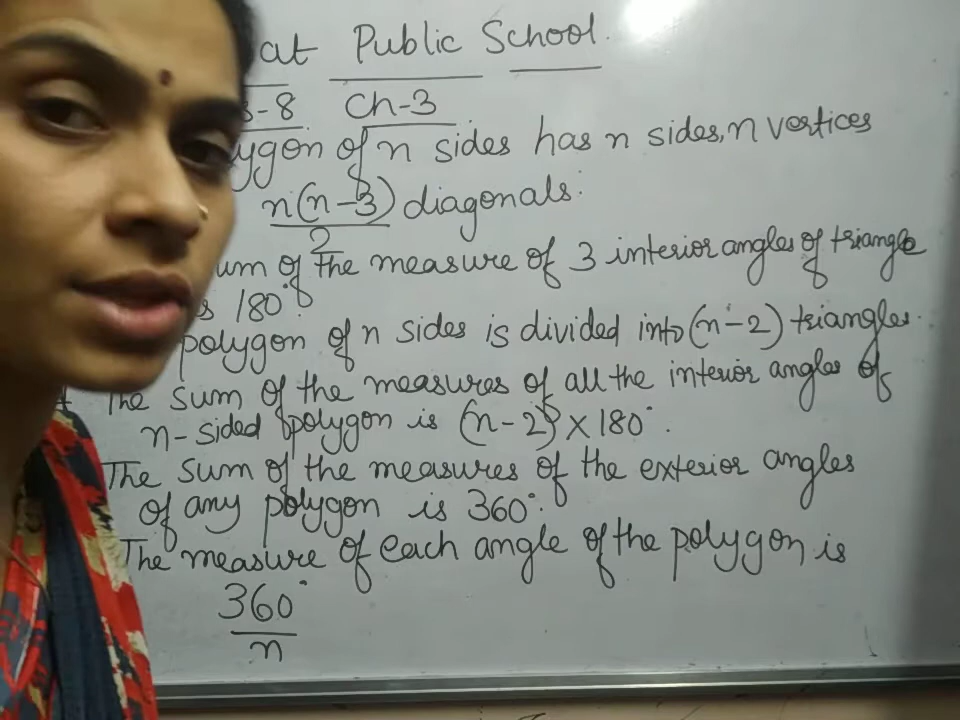 at Public School.
s-8 Ch-3
ygon of n sides has n sides, n vertices
n(n-3)/2 diagonals.
um of the measure of 3 interior angles of triangle
s 180°
polygon of n sides is divided into (n-2) triangles.
The sum of the measures of all the interior angles of
n-sided polygon is (n-2) × 180°.
The sum of the measures of the exterior angles
of any polygon is 360°.
The measure of each angle of the polygon is
360°
n